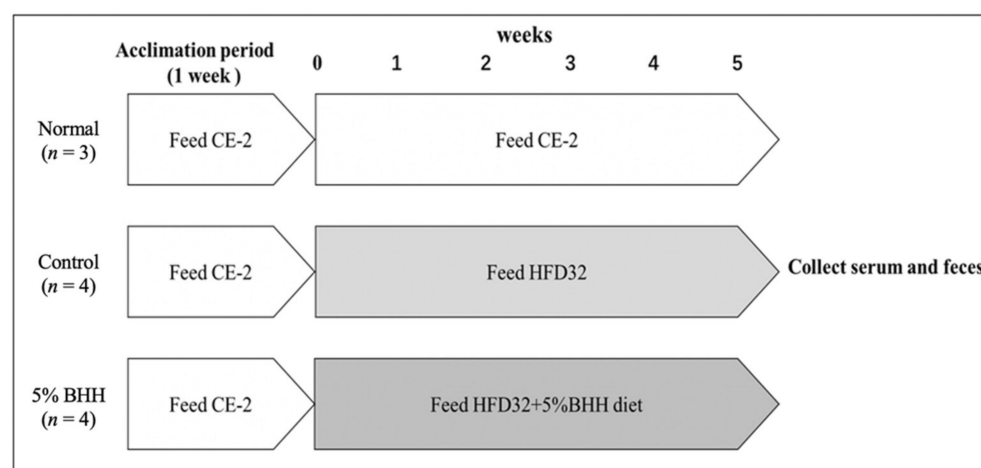 weeks
Acclimation period
(1 week )
0 1 2 3 4 5
Normal
(n = 3)
Feed CE-2
Feed CE-2
Control
(n = 4)
Feed CE-2
Feed HFD32
Collect serum and feces
5% BHH
(n = 4)
Feed CE-2
Feed HFD32+5%BHH diet